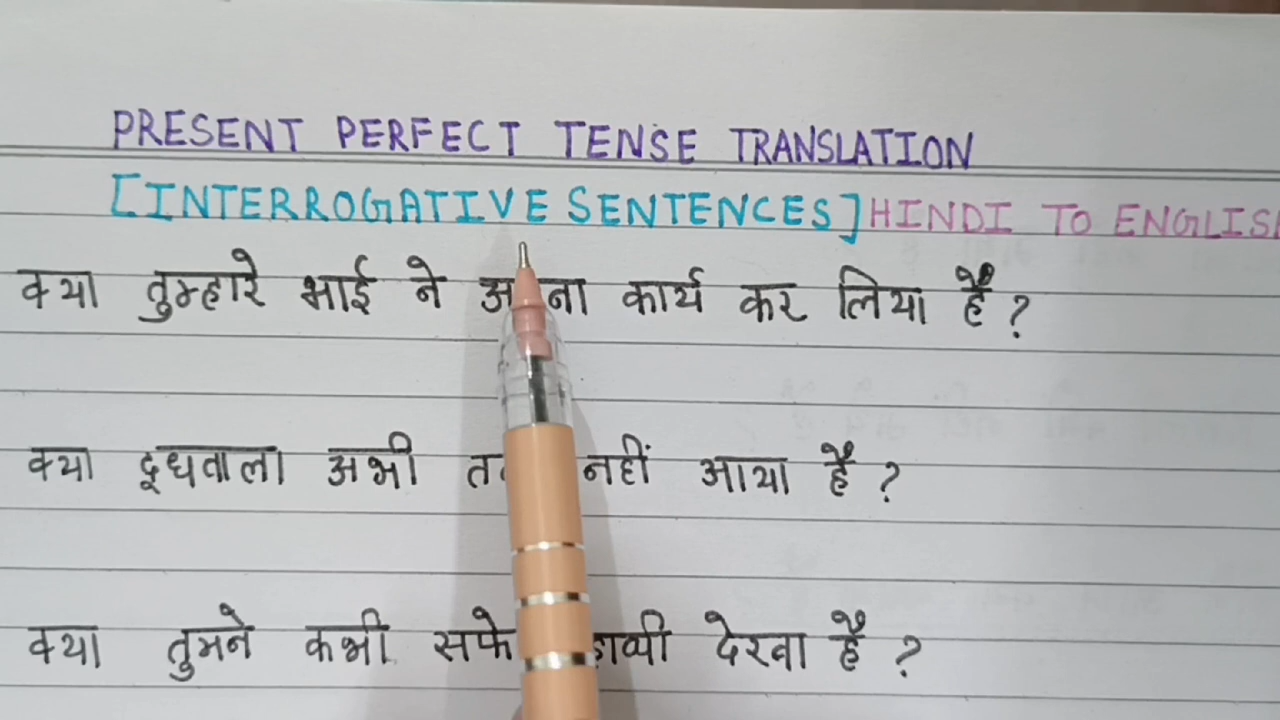 PRESENT PERFECT TENSE TRANSLATION
[INTERROGATIVE SENTENCES] HINDI TO ENGLIS
क्या तुम्हारे भाई ने कार्य कर लिया है ?
क्या दूधवाला अभी नहीं आया है ?
क्या तुमने कभी देखा है ?